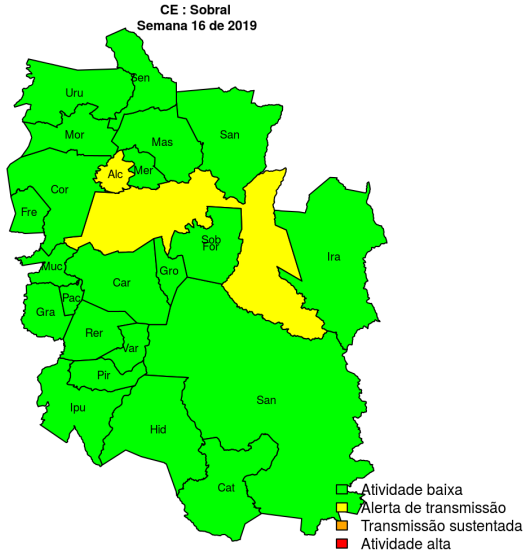 CE : Sobral
Semana 16 de 2019
Sen
Uru
Mor
Mas
San
Alc
Mer
Cor
Fre
Sob
For
Ira
Muc
Gro
Car
Pac
Gra
Rer
Var
Pir
San
Ipu
Hid
Cat
Atividade baixa
Alerta de transmissão
Transmissão sustentada
Atividade alta